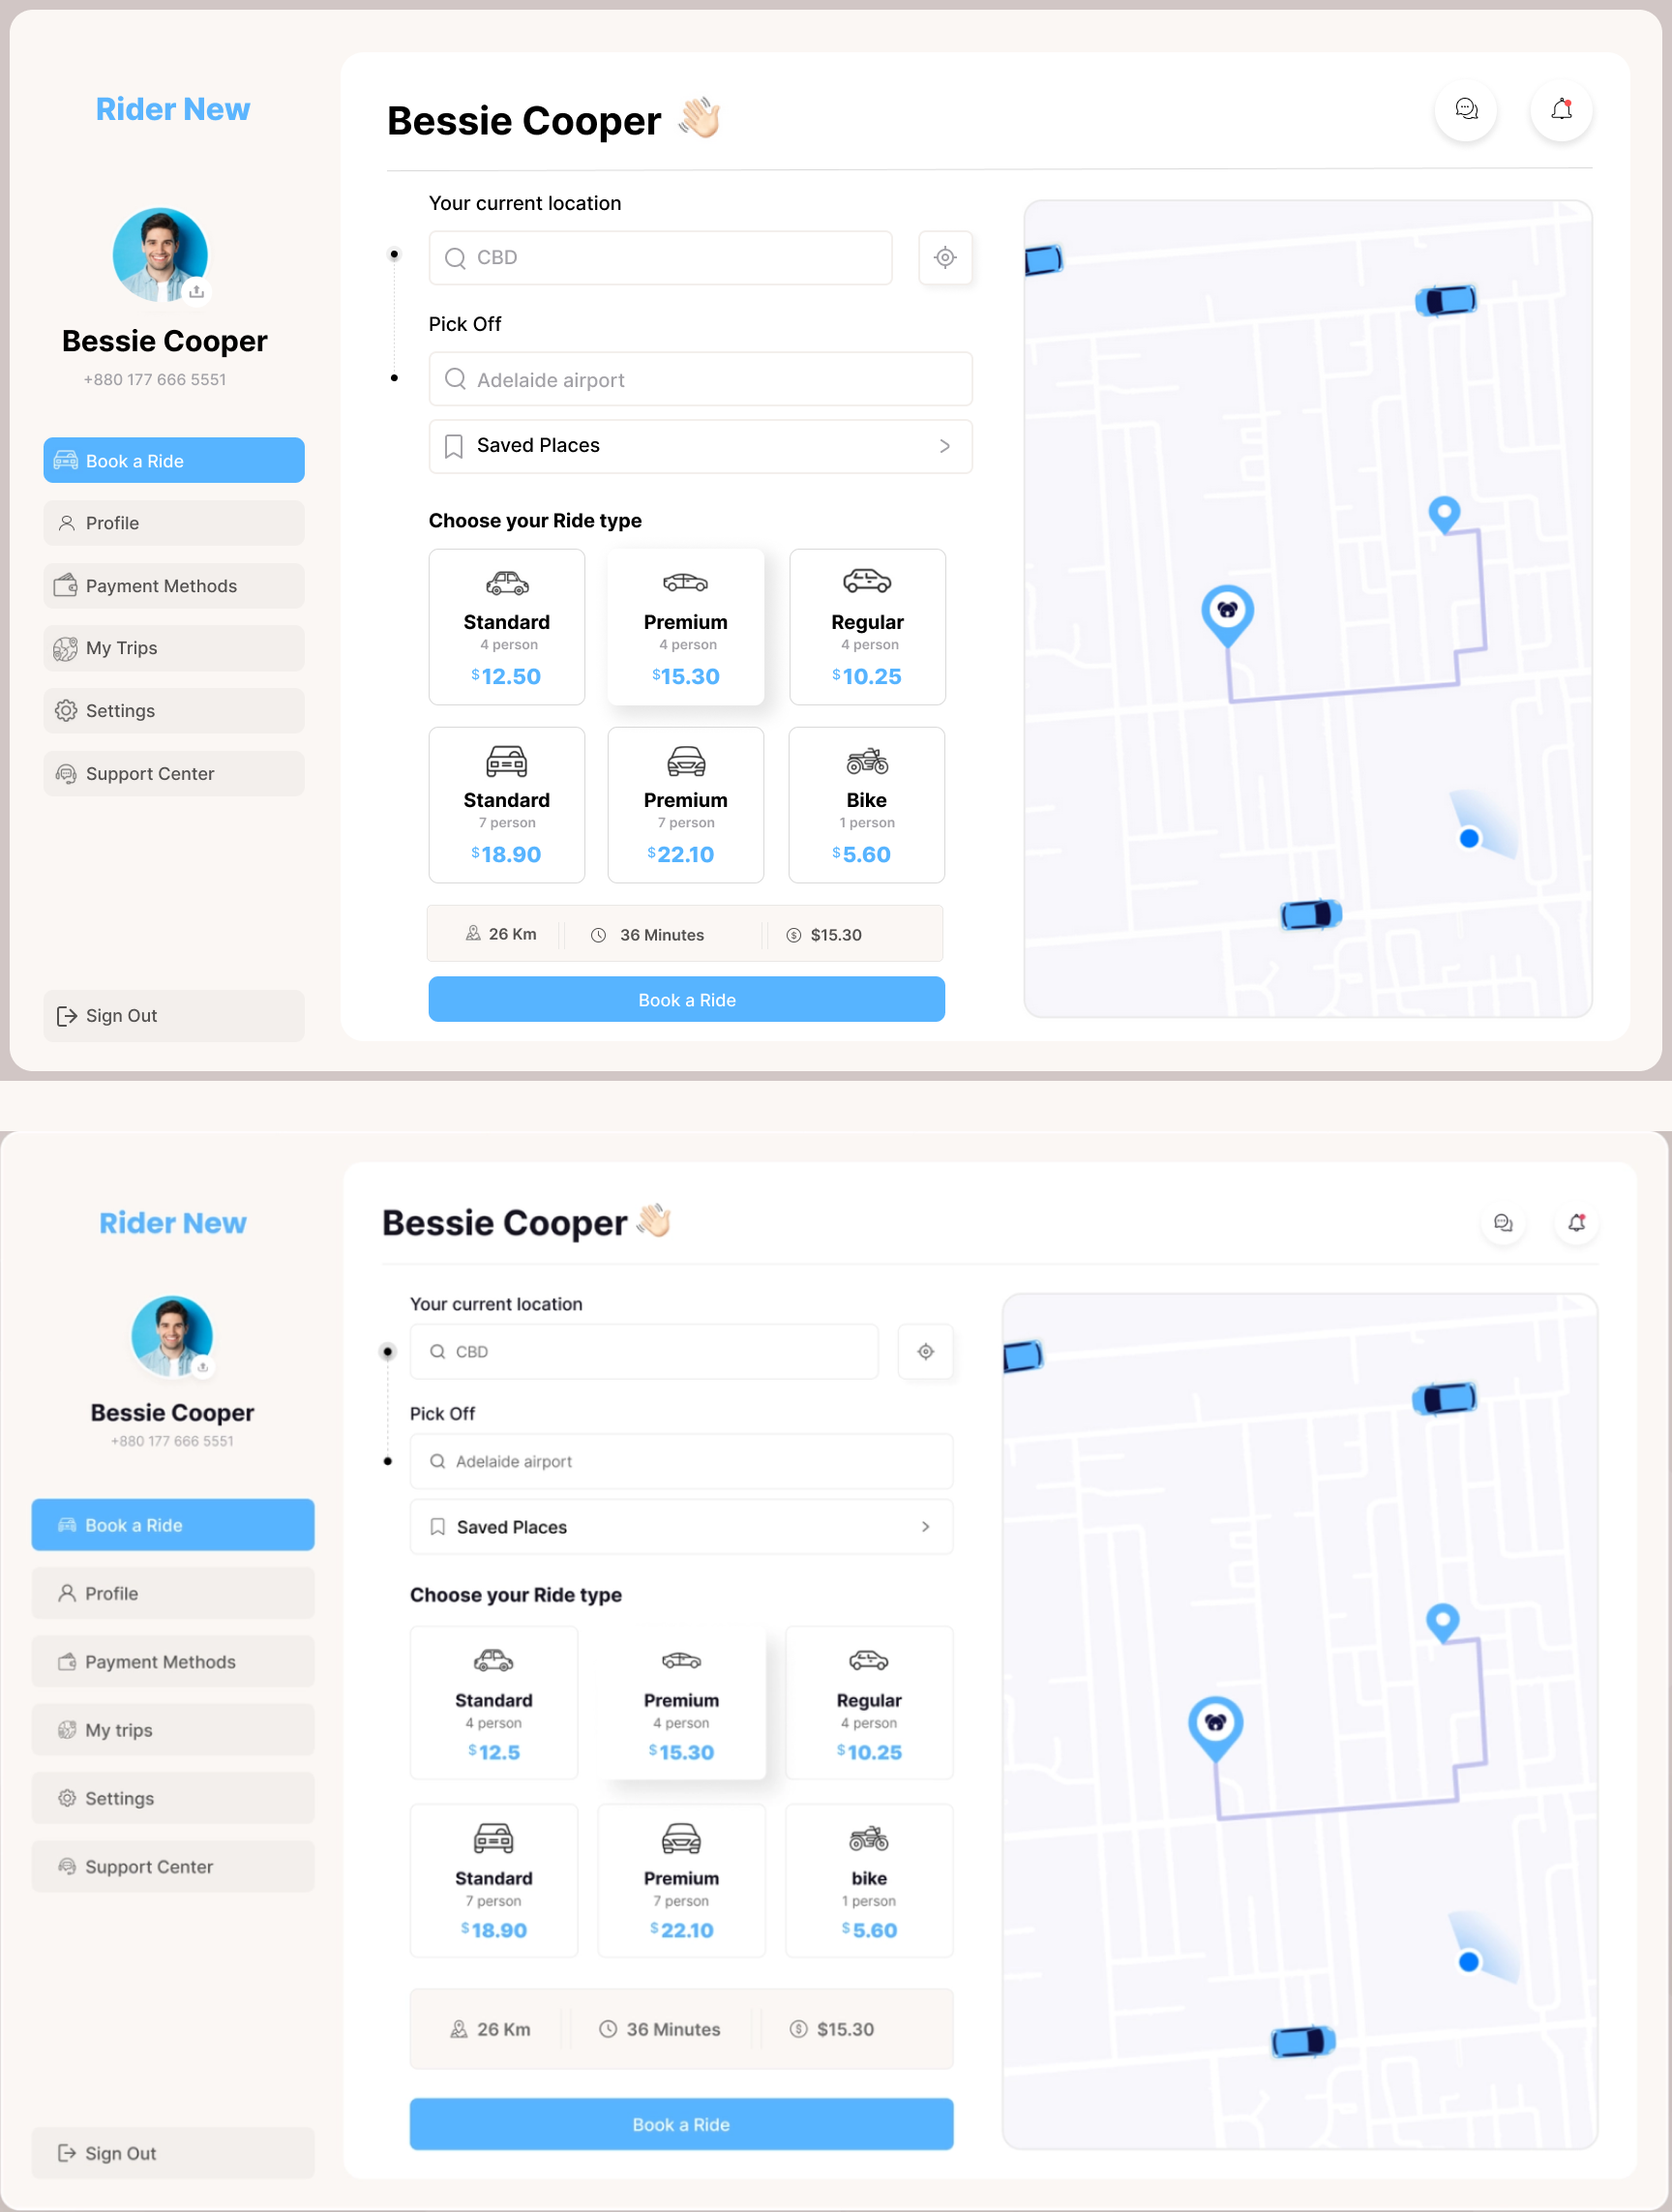 Rider New
Bessie Cooper
+880 177 666 5551
Book a Ride
Profile
Payment Methods
My Trips
Settings
Support Center
Sign Out
Bessie Cooper 👋🏻
Your current location
CBD
Pick Off
Adelaide airport
Saved Places
Choose your Ride type
Standard
4 person
$12.50
Premium
4 person
$15.30
Regular
4 person
$10.25
Standard
7 person
$18.90
Premium
7 person
$22.10
Bike
1 person
$5.60
26 Km
36 Minutes
$15.30
Book a Ride
Rider New
Bessie Cooper
+880 177 666 5551
Book a Ride
Profile
Payment Methods
My trips
Settings
Support Center
Sign Out
Bessie Cooper 👋🏻
Your current location
CBD
Pick Off
Adelaide airport
Saved Places
Choose your Ride type
Standard
4 person
$12.5
Premium
4 person
$15.30
Regular
4 person
$10.25
Standard
7 person
$18.90
Premium
7 person
$22.10
bike
1 person
$5.60
26 Km
36 Minutes
$15.30
Book a Ride